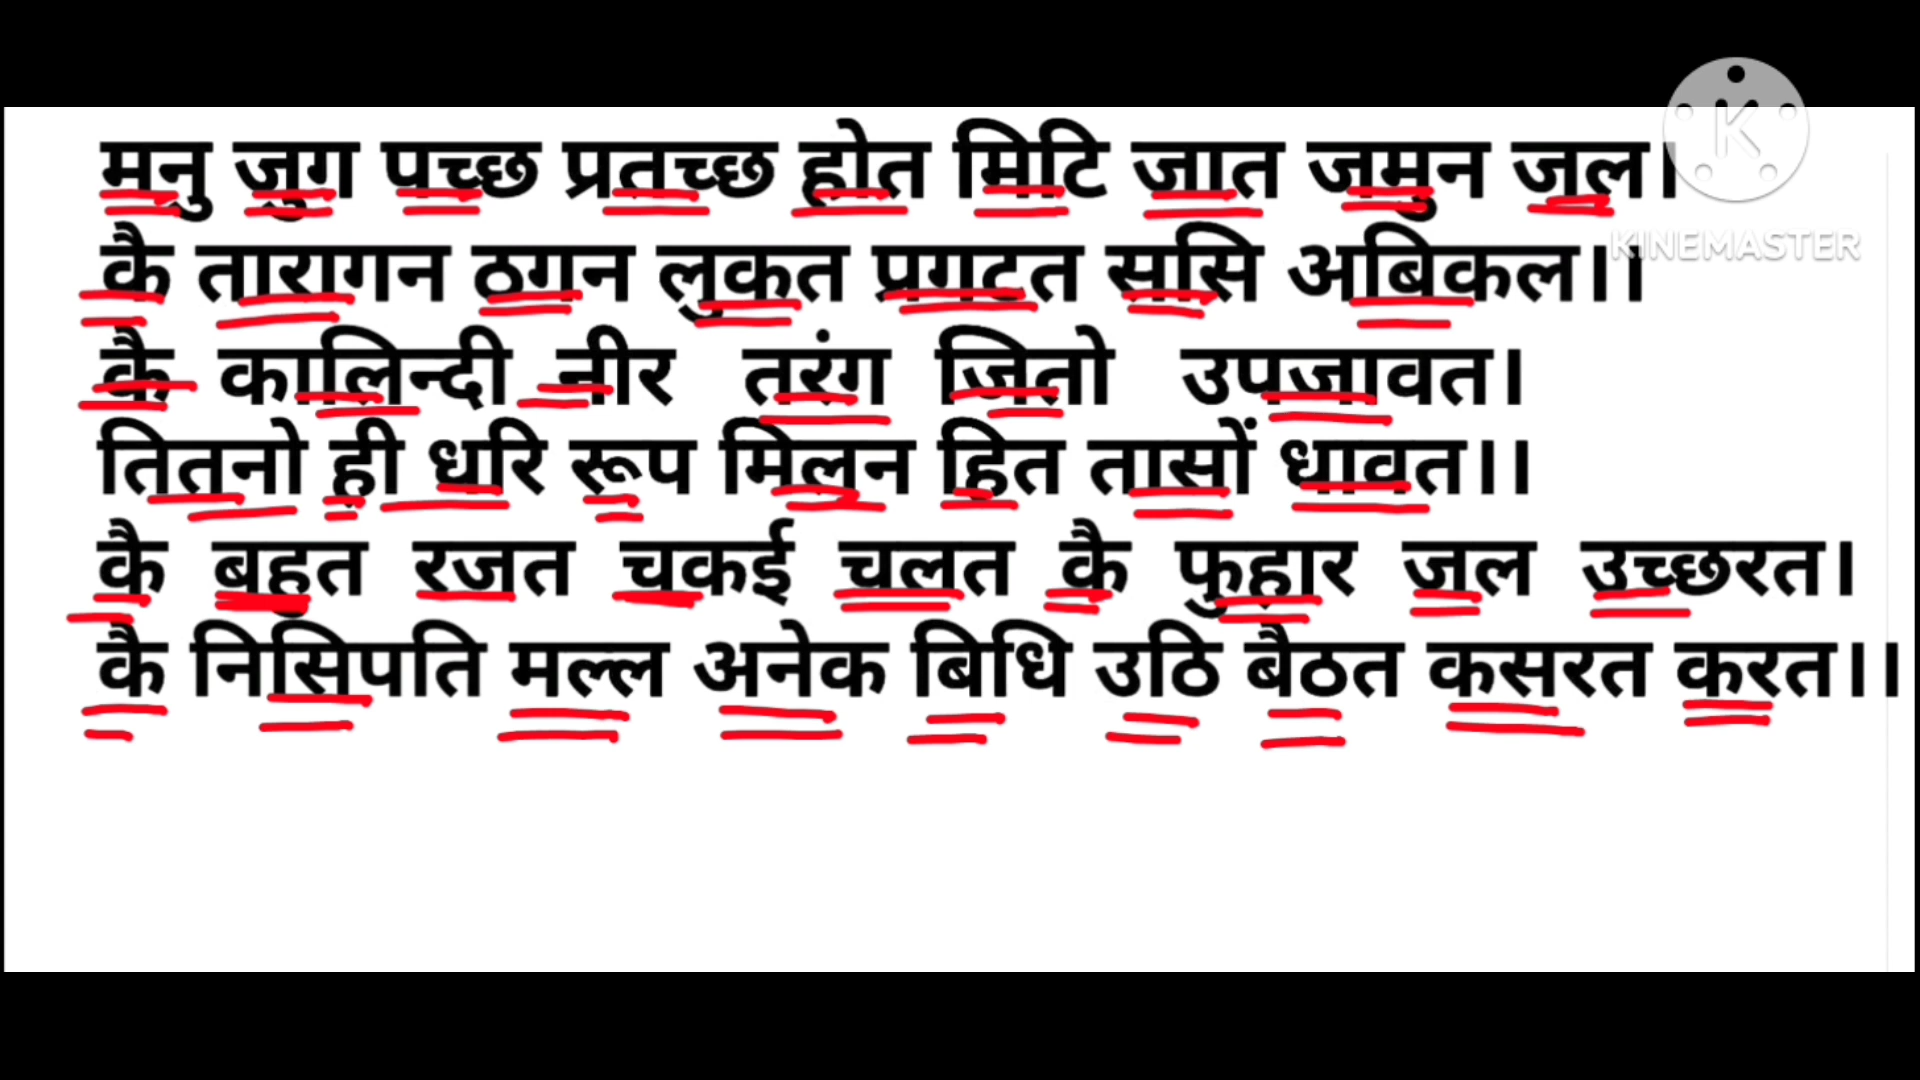 मनु जुग पच्छ प्रतच्छ होत मिटि जात जमुन जल।
कै तारागन ठगन लुकत प्रगटत ससि अबिकल।।
कै कालिन्दी नीर तरंग जितो उपजावत।
तितनो ही धरि रूप मिलन हित तासों धावत।।
कै बहुत रजत चकई चलत कै फुहार जल उच्छरत।
कै निसिपति मल्ल अनेक बिधि उठि बैठत कसरत करत।।
K
KINEMASTER